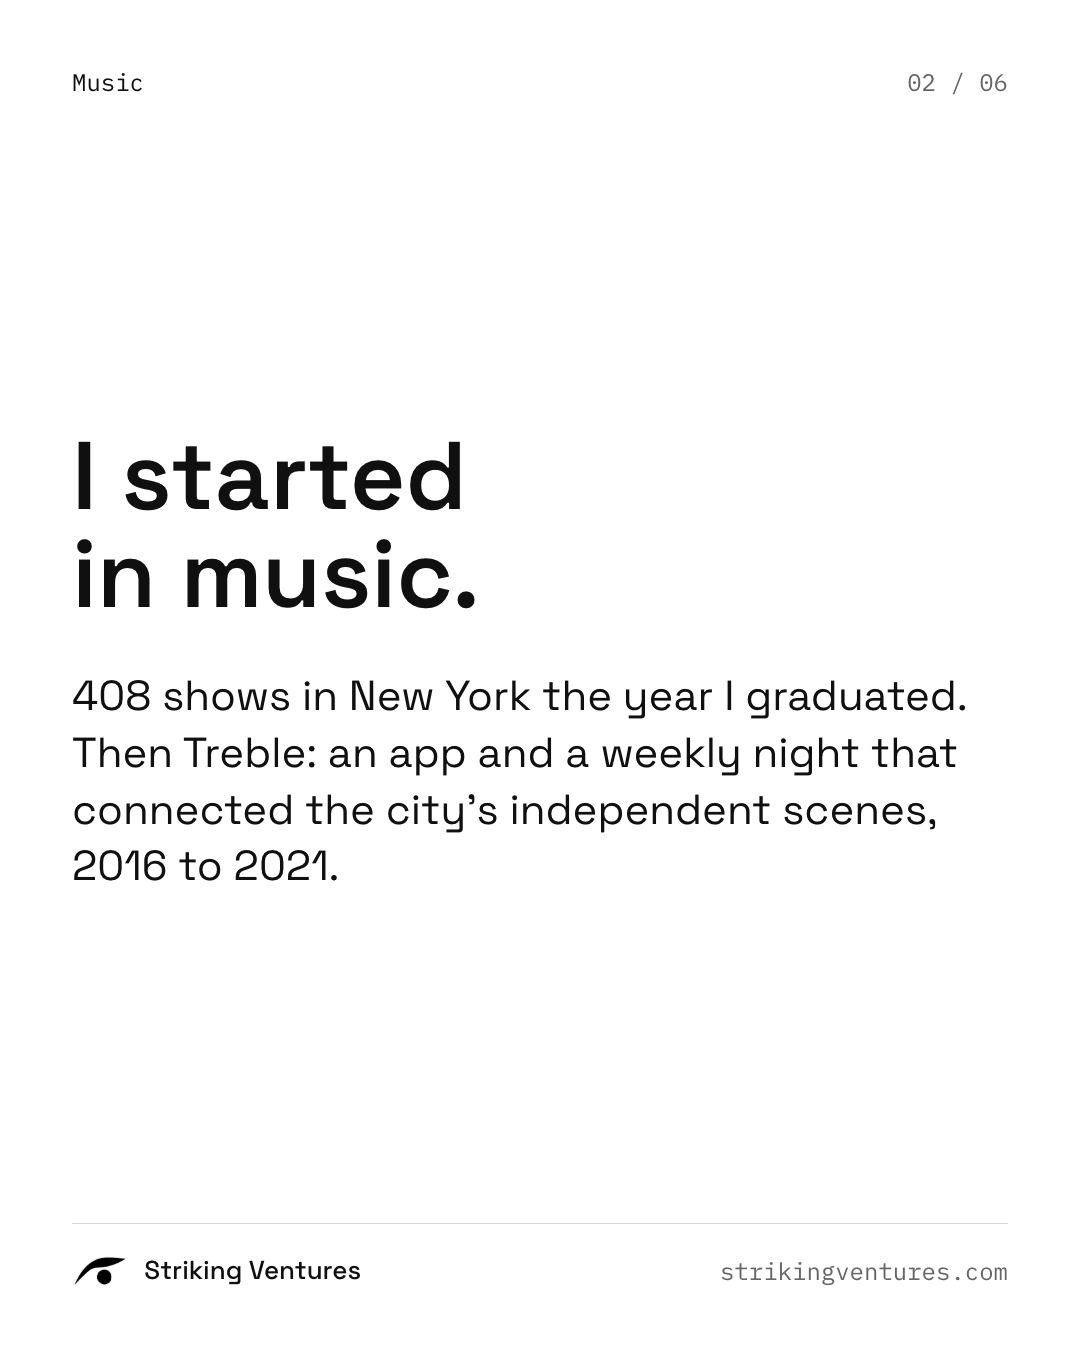 Music
02 / 06
I started
in music.
408 shows in New York the year I graduated.
Then Treble: an app and a weekly night that
connected the city’s independent scenes,
2016 to 2021.
Striking Ventures
strikingventures.com